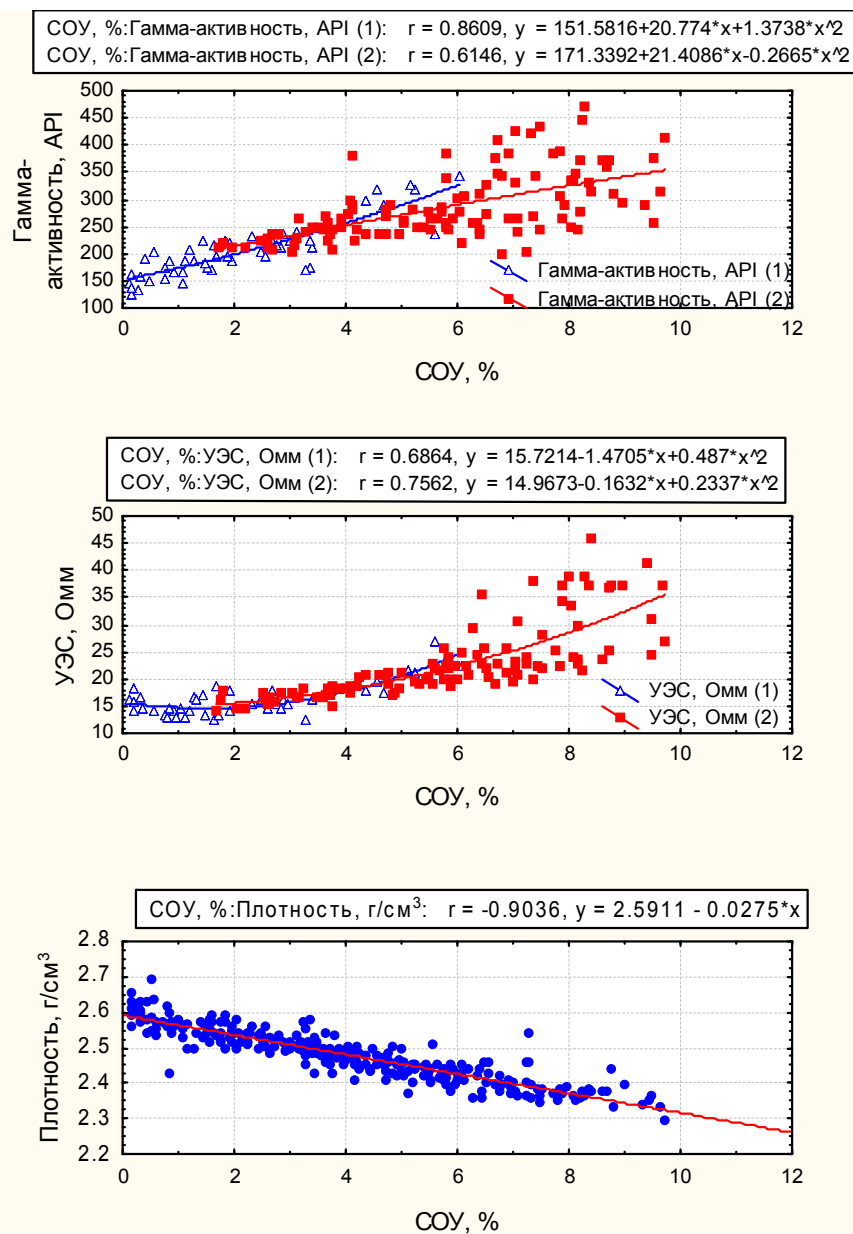 СОУ, %:Гамма-активность, API (1): r = 0.8609, y = 151.5816+20.774*x+1.3738*x^2
СОУ, %:Гамма-активность, API (2): r = 0.6146, y = 171.3392+21.4086*x-0.2665*x^2
500
450
400
350
300
250
200
150
100
Гамма-
активность, API
Гамма-активность, API (1)
Гамма-активность, API (2)
0 2 4 6 8 10 12
СОУ, %
СОУ, %:УЭС, Омм (1): r = 0.6864, y = 15.7214-1.4705*x+0.487*x^2
СОУ, %:УЭС, Омм (2): r = 0.7562, y = 14.9673-0.1632*x+0.2337*x^2
50
45
40
35
30
25
20
15
10
УЭС, Омм
УЭС, Омм (1)
УЭС, Омм (2)
0 2 4 6 8 10 12
СОУ, %
СОУ, %:Плотность, г/см³: r = -0.9036, y = 2.5911 - 0.0275*x
2.8
2.7
2.6
2.5
2.4
2.3
2.2
Плотность, г/см³
0 2 4 6 8 10 12
СОУ, %